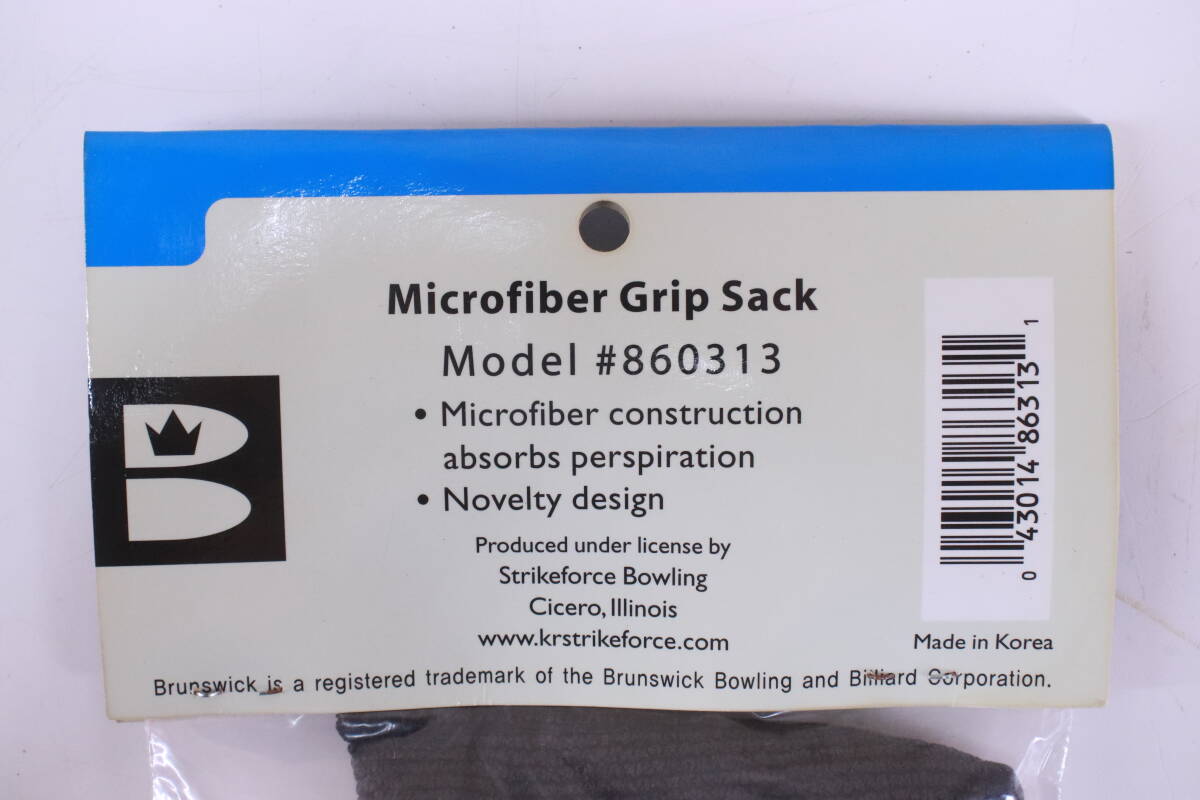 Microfiber Grip Sack
Model #860313
• Microfiber construction
absorbs perspiration
• Novelty design
Produced under license by
Strikeforce Bowling
Cicero, Illinois
www.krstrikeforce.com
0 43014 86313 1
Made in Korea
Brunswick is a registered trademark of the Brunswick Bowling and Billiard Corporation.